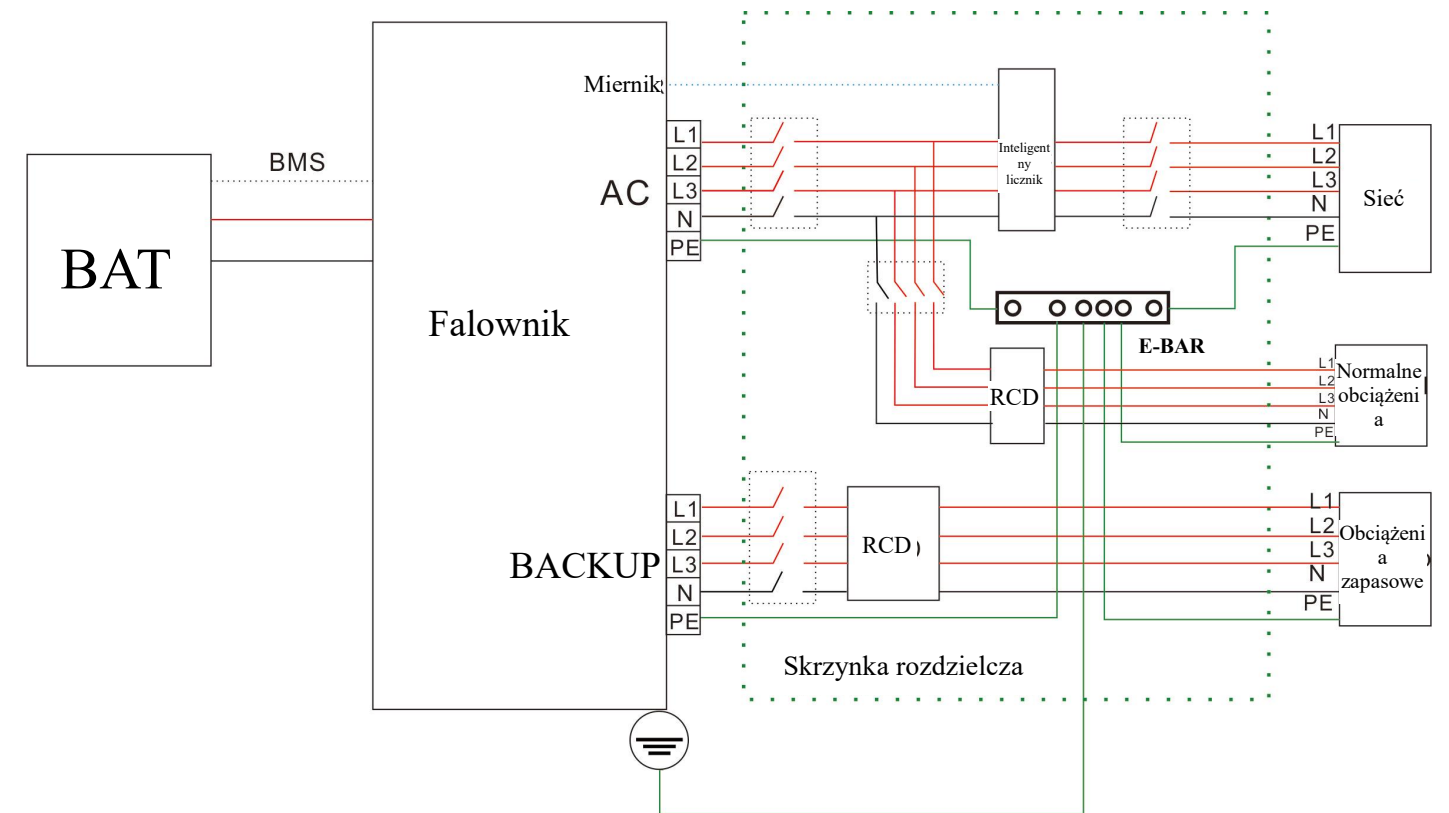 BMS
BAT
Falownik
Miernik
AC
L1
L2
L3
N
PE
Inteligent
ny
licznik
L1
L2
L3
N
PE
Sieć
E-BAR
RCD
L1
L2
L3
N
PE
Normalne
obciążeni
a
BACKUP
L1
L2
L3
N
PE
RCD )
L1
L2
L3
N
PE
Obciążeni
a
zapasowe
Skrzynka rozdzielcza